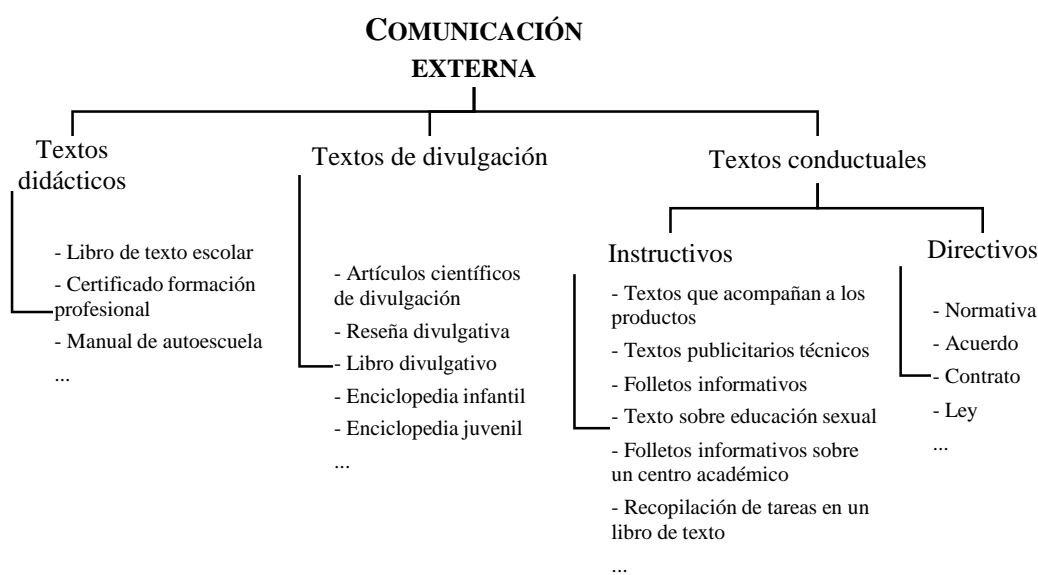 COMUNICACIÓN
EXTERNA
Textos
didácticos
- Libro de texto escolar
- Certificado formación
profesional
- Manual de autoescuela
...
Textos de divulgación
- Artículos científicos
de divulgación
- Reseña divulgativa
- Libro divulgativo
- Enciclopedia infantil
- Enciclopedia juvenil
...
Textos conductuales
Instructivos
- Textos que acompañan a los
productos
- Textos publicitarios técnicos
- Folletos informativos
- Texto sobre educación sexual
- Folletos informativos sobre
un centro académico
- Recopilación de tareas en un
libro de texto
...
Directivos
- Normativa
- Acuerdo
- Contrato
- Ley
...